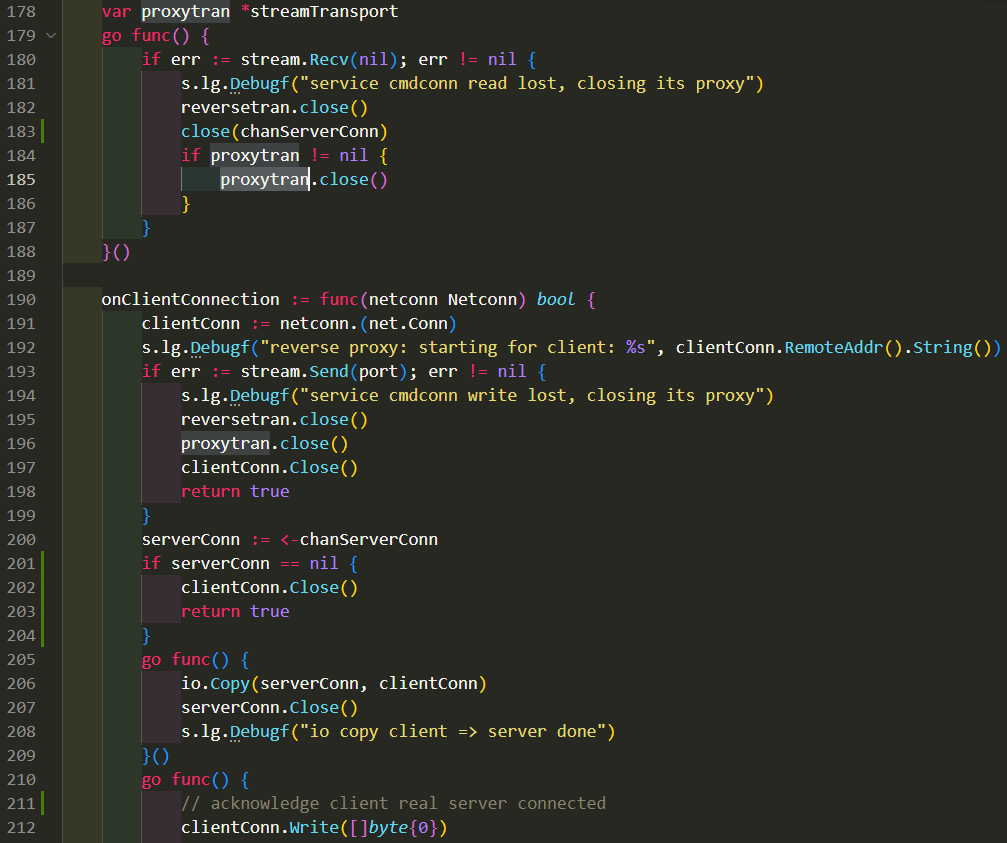 178 var proxytran *streamTransport
179 go func() {
180 if err := stream.Recv(nil); err != nil {
181 s.lg.Debugf("service cmdconn read lost, closing its proxy")
182 reversetran.close()
183 close(chanServerConn)
184 if proxytran != nil {
185 proxytran.close()
186 }
187 }
188 }()
189
190 onClientConnection := func(netconn Netconn) bool {
191 clientConn := netconn.(net.Conn)
192 s.lg.Debugf("reverse proxy: starting for client: %s", clientConn.RemoteAddr().String())
193 if err := stream.Send(port); err != nil {
194 s.lg.Debugf("service cmdconn write lost, closing its proxy")
195 reversetran.close()
196 proxytran.close()
197 clientConn.Close()
198 return true
199 }
200 serverConn := <-chanServerConn
201 if serverConn == nil {
202 clientConn.Close()
203 return true
204 }
205 go func() {
206 io.Copy(serverConn, clientConn)
207 serverConn.Close()
208 s.lg.Debugf("io copy client => server done")
209 }()
210 go func() {
211 // acknowledge client real server connected
212 clientConn.Write([]byte{0})